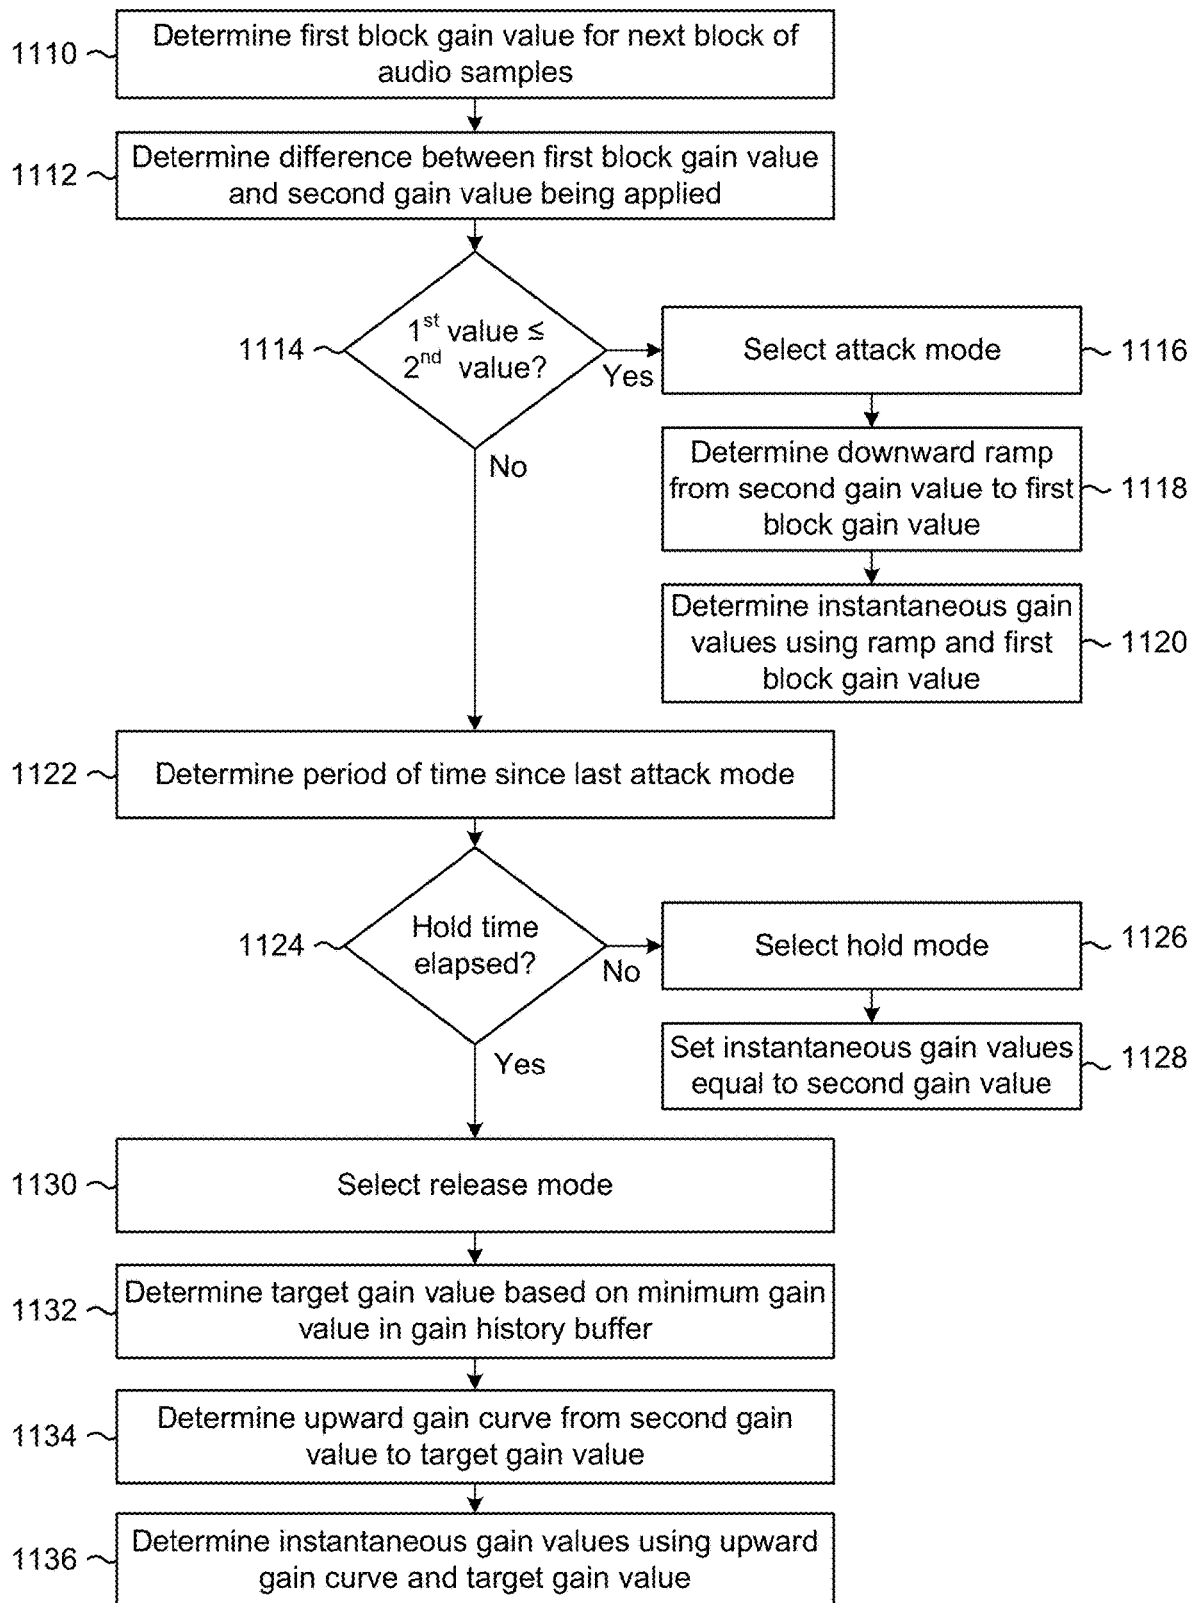 1110
Determine first block gain value for next block of
audio samples
1112
Determine difference between first block gain value
and second gain value being applied
1114
1st value ≤
2nd value?
Yes
No
Select attack mode
1116
Determine downward ramp
from second gain value to first
block gain value
1118
Determine instantaneous gain
values using ramp and first
block gain value
1120
1122
Determine period of time since last attack mode
1124
Hold time
elapsed?
No
Yes
Select hold mode
1126
Set instantaneous gain values
equal to second gain value
1128
1130
Select release mode
1132
Determine target gain value based on minimum gain
value in gain history buffer
1134
Determine upward gain curve from second gain
value to target gain value
1136
Determine instantaneous gain values using upward
gain curve and target gain value